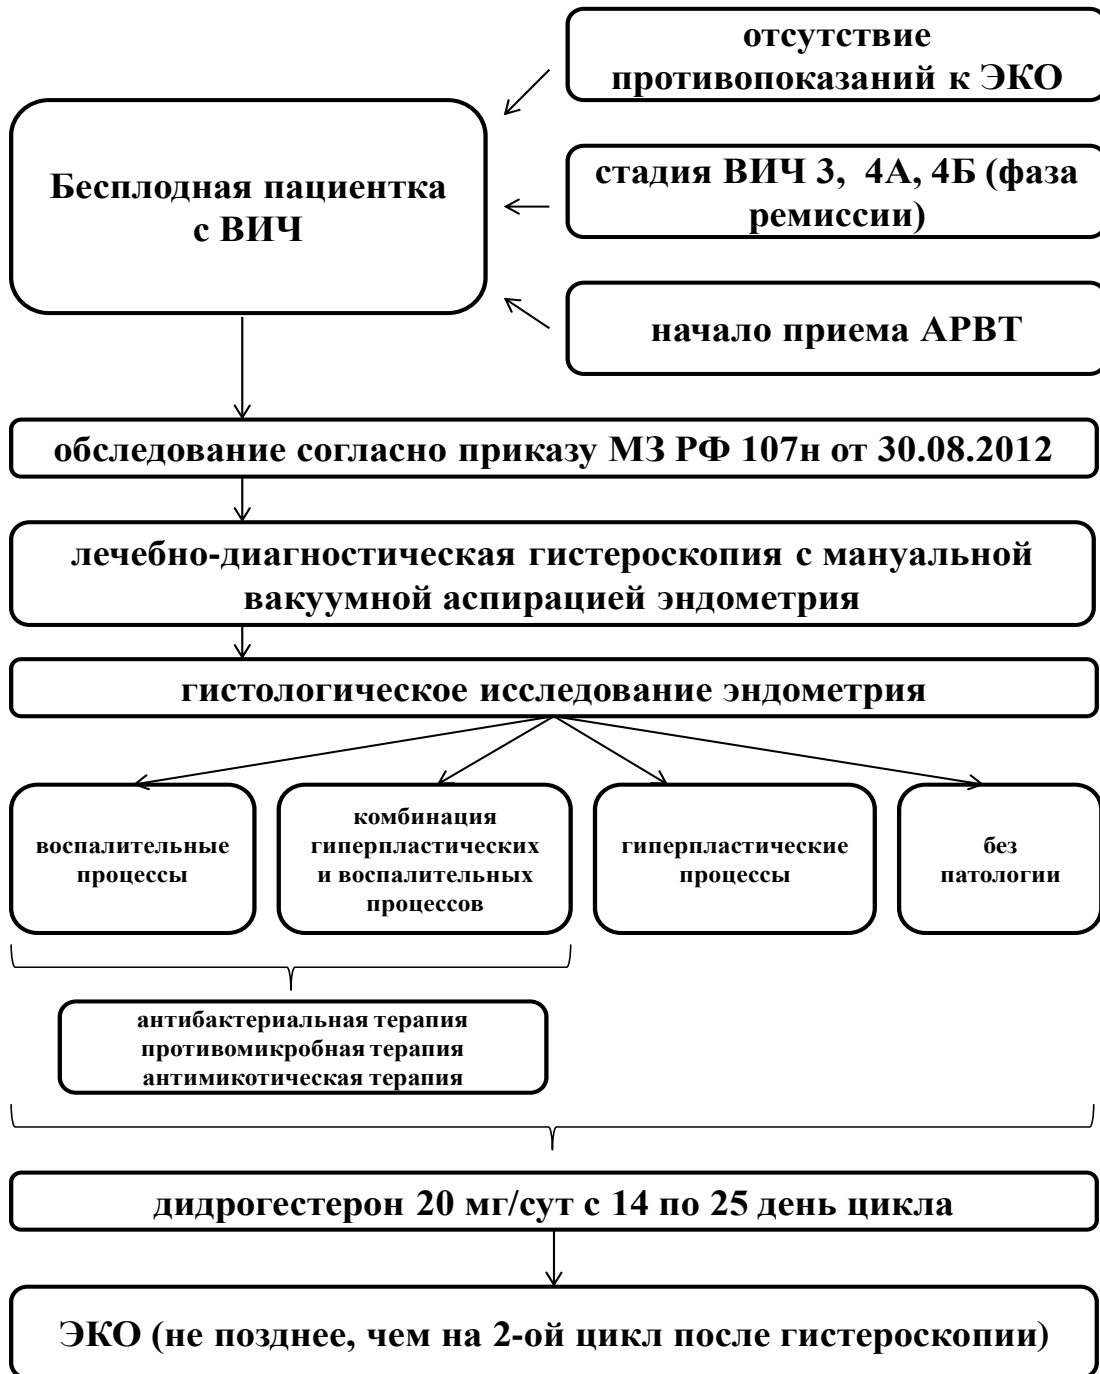 отсутствие
противопоказаний к ЭКО
Бесплодная пациентка
с ВИЧ
стадия ВИЧ 3, 4А, 4Б (фаза
ремиссии)
начало приема АРВТ
обследование согласно приказу МЗ РФ 107н от 30.08.2012
лечебно-диагностическая гистероскопия с мануальной
вакуумной аспирацией эндометрия
гистологическое исследование эндометрия
воспалительные
процессы
комбинация
гиперпластических
и воспалительных
процессов
гиперпластические
процессы
без
патологии
антибактериальная терапия
противомикробная терапия
антимикотическая терапия
дидрогестерон 20 мг/сут с 14 по 25 день цикла
ЭКО (не позднее, чем на 2-ой цикл после гистероскопии)